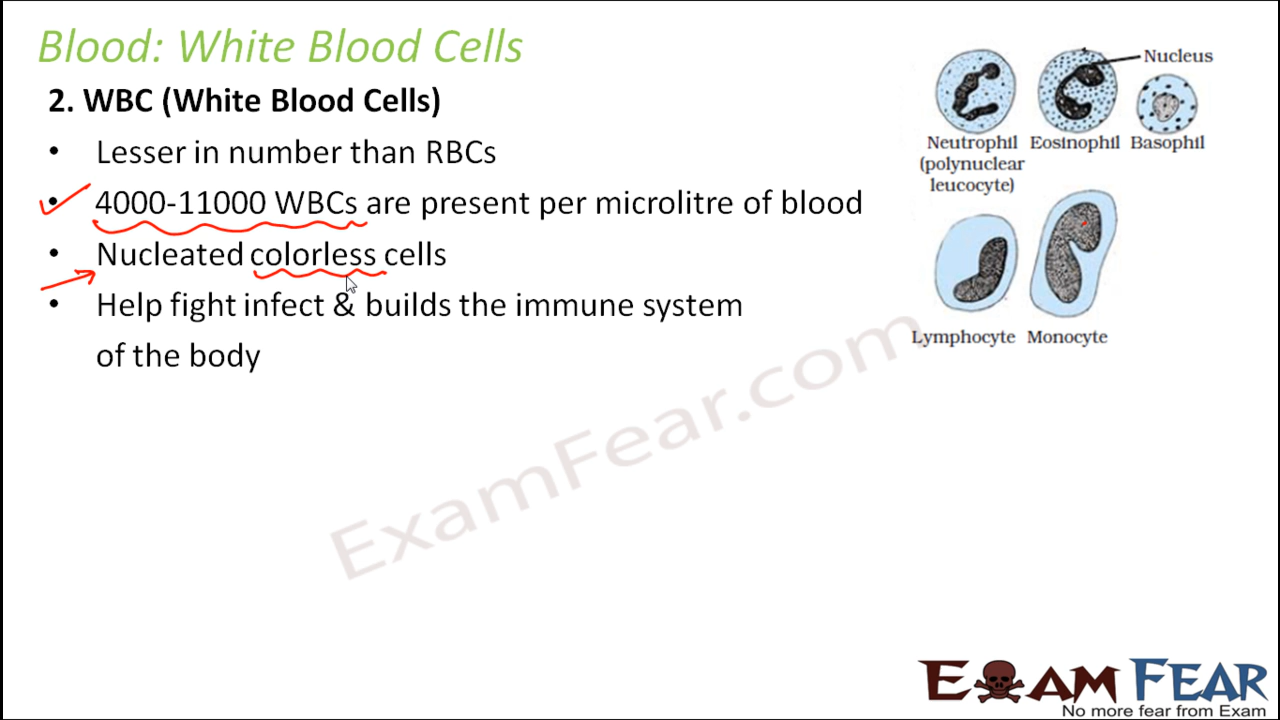 Blood: White Blood Cells
2. WBC (White Blood Cells)
• Lesser in number than RBCs
• 4000-11000 WBCs are present per microlitre of blood
• Nucleated colorless cells
• Help fight infect & builds the immune system
of the body
Nucleus
Neutrophil Eosinophil Basophil
(polynuclear
leucocyte)
Lymphocyte Monocyte
ExamFear.com
EXAM FEAR
No more fear from Exam